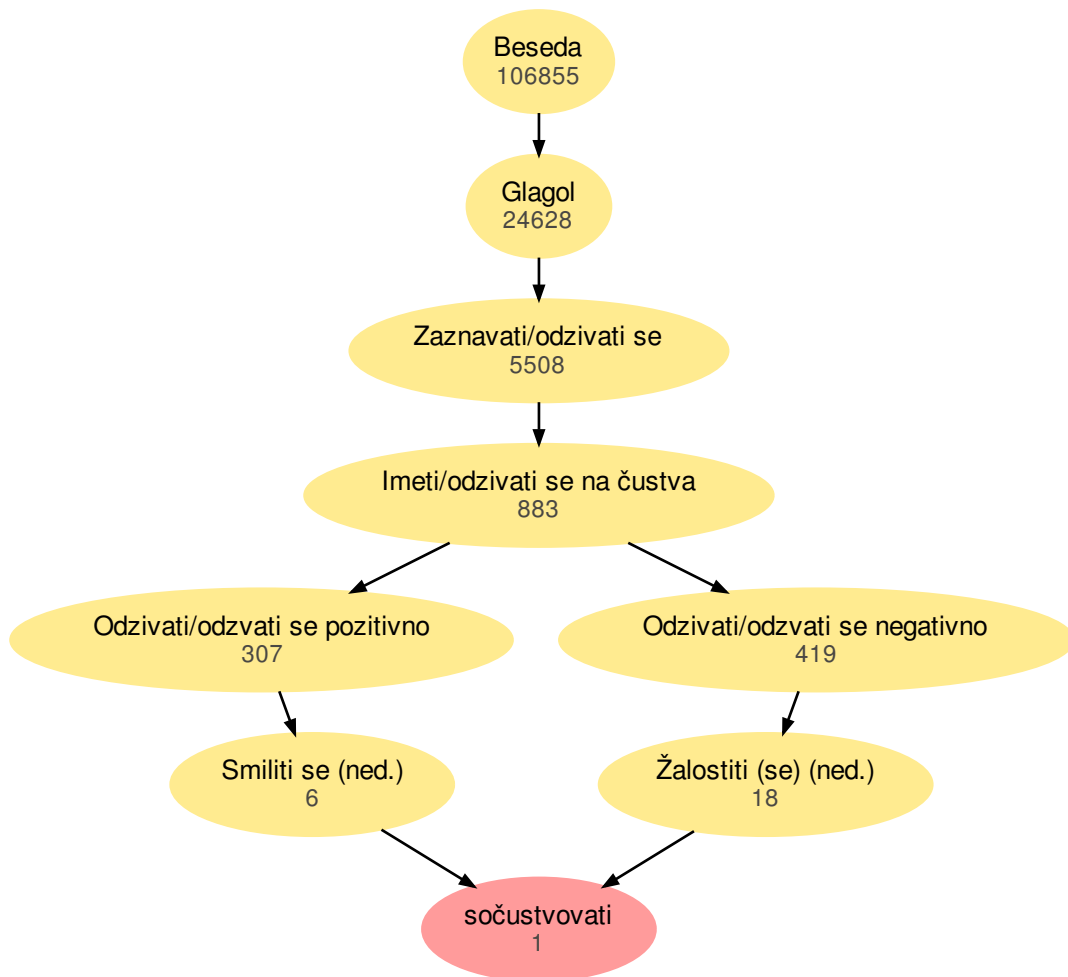 Beseda
106855
Glagol
24628
Zaznavati/odzivati se
5508
Imeti/odzivati se na čustva
883
Odzivati/odzvati se pozitivno
307
Odzivati/odzvati se negativno
419
Smiliti se (ned.)
6
Žalostiti (se) (ned.)
18
sočustvovati
1